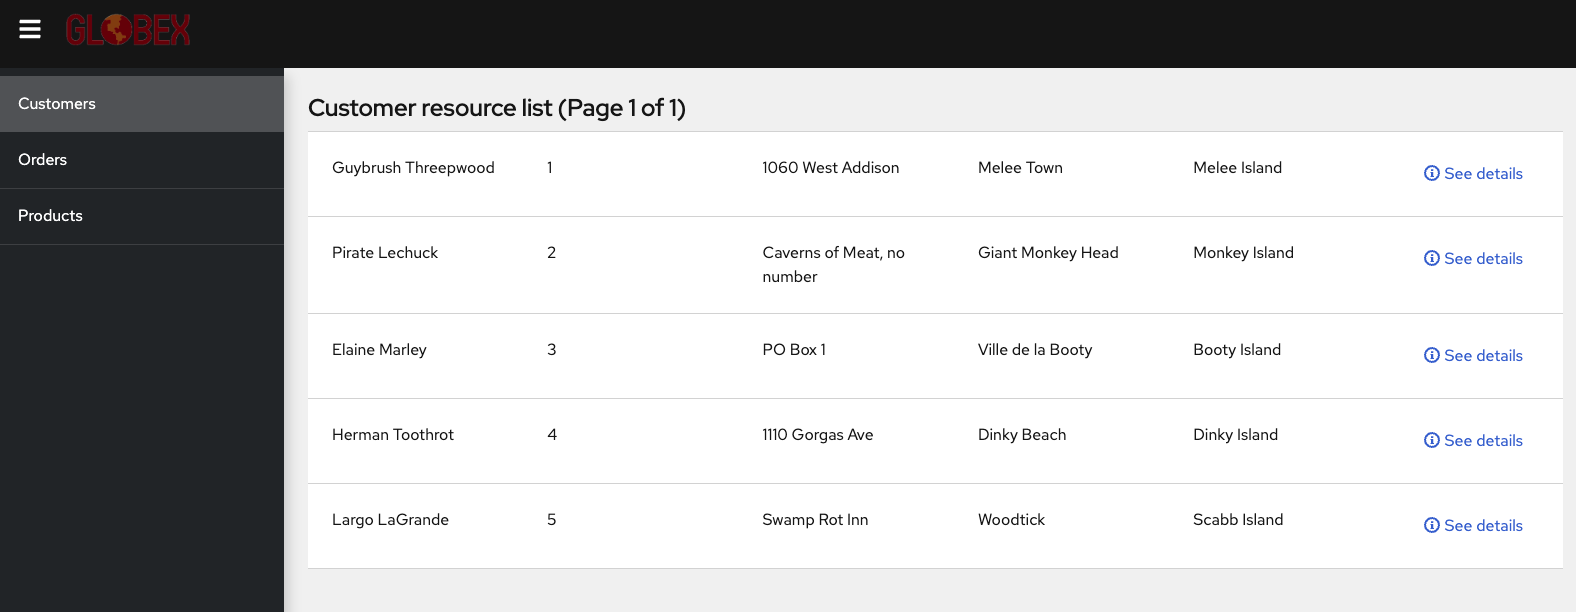 GLOBEX
Customers
Orders
Products
Customer resource list (Page 1 of 1)
Guybrush Threepwood 1 1060 West Addison Melee Town Melee Island See details
Pirate Lechuck 2 Caverns of Meat, no Giant Monkey Head Monkey Island See details
number
Elaine Marley 3 PO Box 1 Ville de la Booty Booty Island See details
Herman Toothrot 4 1110 Gorgas Ave Dinky Beach Dinky Island See details
Largo LaGrande 5 Swamp Rot Inn Woodtick Scabb Island See details